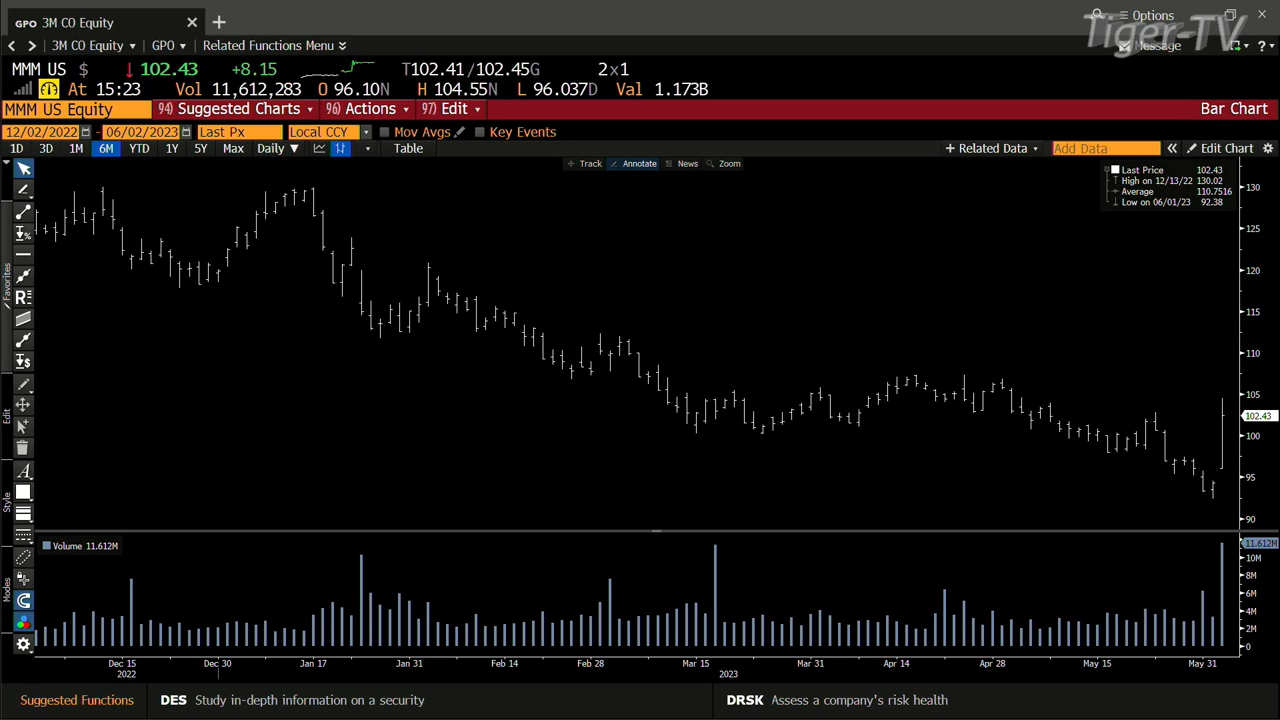 GPO 3M CO Equity
Options
Tiger-TV
3M CO Equity GPO Related Functions Menu Message
MMM US $ 102.43 +8.15 T102.41/102.45G 2x1
At 15:23 Vol 11,612,283 O 96.10N H 104.55N L 96.037D Val 1.173B
MMM US Equity 94) Suggested Charts 96) Actions 97) Edit Bar Chart
12/02/2022 - 06/02/2023 Last Px Local CCY Mov Avgs Key Events
1D 3D 1M 6M YTD 1Y 5Y Max Daily Table + Related Data Add Data Edit Chart
Track Annotate News Zoom
Last Price 102.43
High on 12/13/22 130.02
Average 110.7516
Low on 06/01/23 92.38
130
125
120
115
110
105
102.43
100
95
90
Favorites
Edit
Style
Modes
Volume 11.612M
11.612M
10M
8M
6M
4M
2M
0
Dec 15 Dec 30 Jan 17 Jan 31 Feb 14 Feb 28 Mar 15 Mar 31 Apr 14 Apr 28 May 15 May 31
2022 2023
Suggested Functions DES Study in-depth information on a security DRSK Assess a company's risk health